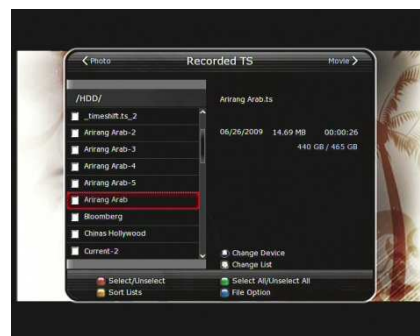 Photo
Recorded TS
Movie
/HDD/
_timeshift.ts_2
Arirang Arab-2
Arirang Arab-3
Arirang Arab-4
Arirang Arab-5
Arirang Arab
Bloomberg
Chinas Hollywood
Current-2
Arirang Arab.ts
06/26/2009 14.69 MB 00:00:26
440 GB / 465 GB
Change Device
Change List
Select/Unselect
Select All/Unselect All
Sort Lists
File Option